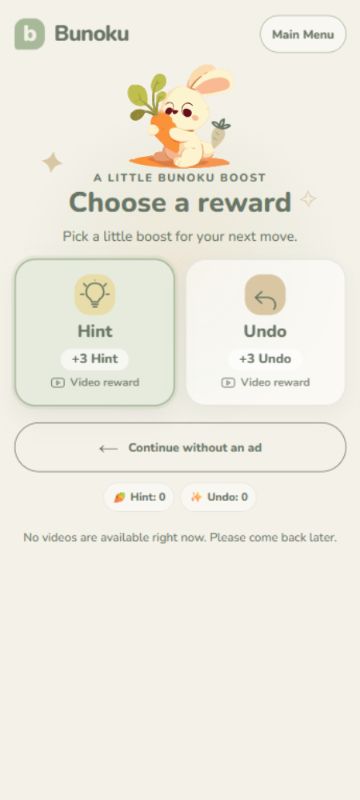 b Bunoku
Main Menu
A LITTLE BUNOKU BOOST
Choose a reward
Pick a little boost for your next move.
Hint
+3 Hint
Video reward
Undo
+3 Undo
Video reward
← Continue without an ad
Hint: 0
Undo: 0
No videos are available right now. Please come back later.